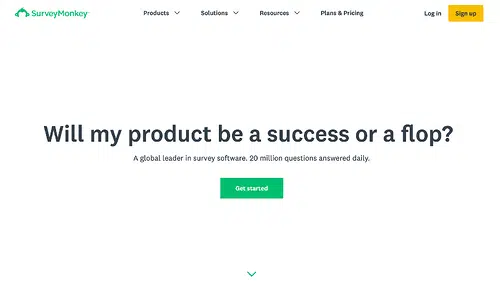 SurveyMonkey
Products
Solutions
Resources
Plans & Pricing
Log in
Sign up
Will my product be a success or a flop?
A global leader in survey software. 20 million questions answered daily.
Get started